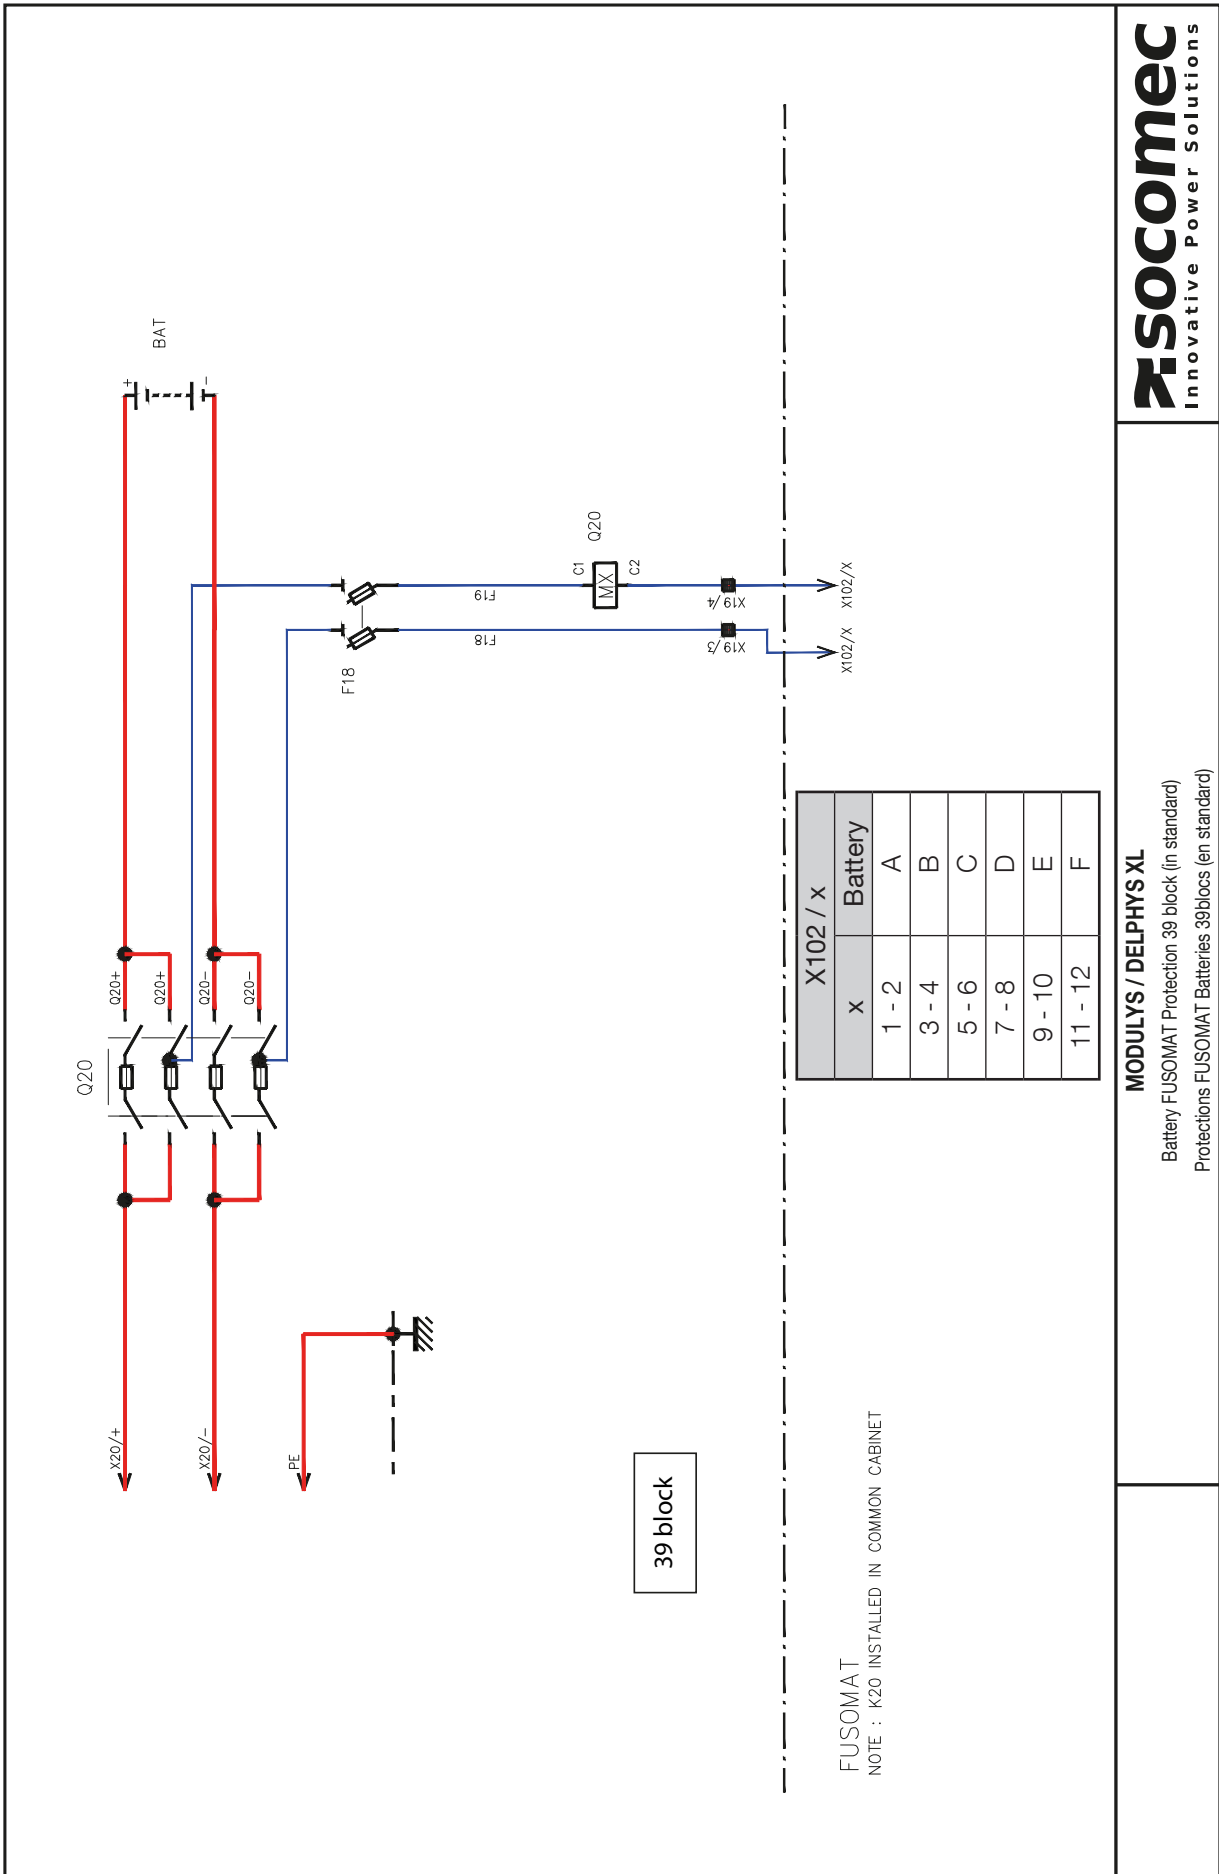 Q20
X20/+
Q20+
Q20+
X20/-
Q20-
Q20-
+
-
BAT
PE
F18
F19
F18
C1
MX
C2
Q20
X19/4
X19/3
X102/X
X102/X
39 block
FUSOMAT
NOTE : K20 INSTALLED IN COMMON CABINET
X102 / x
x Battery
1 - 2 A
3 - 4 B
5 - 6 C
7 - 8 D
9 - 10 E
11 - 12 F
MODULYS / DELPHYS XL
Battery FUSOMAT Protection 39 block (in standard)
Protections FUSOMAT Batteries 39blocs (en standard)
socomec
Innovative Power Solutions